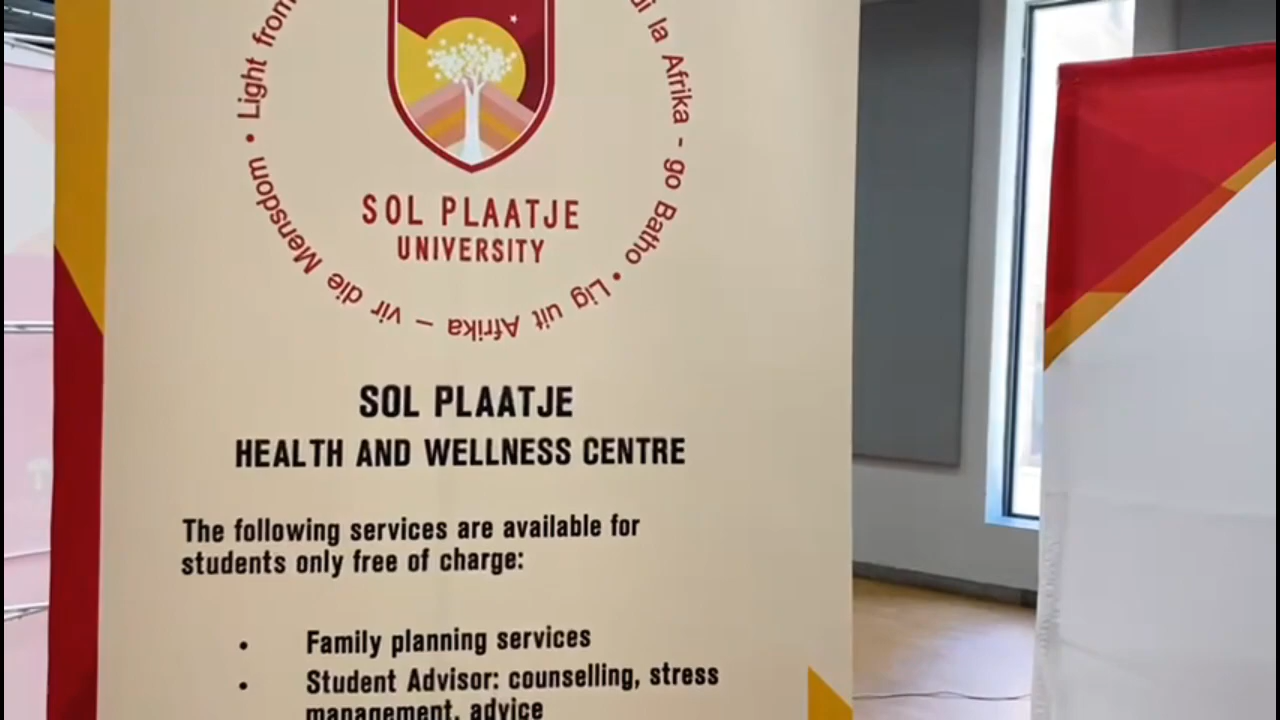 Light from
di la Afrika - go Batho • Lig uit Afrika – vir die Mensdom •
SOL PLAATJE
UNIVERSITY
SOL PLAATJE
HEALTH AND WELLNESS CENTRE
The following services are available for
students only free of charge:
• Family planning services
• Student Advisor: counselling, stress
management, advice